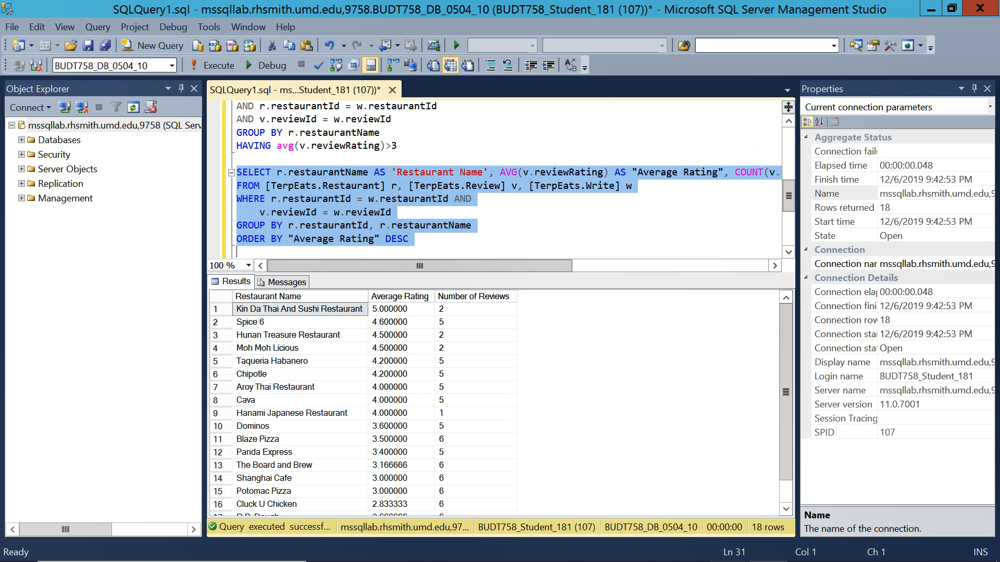 SQLQuery1.sql - mssqllab.rhsmith.umd.edu,9758.BUDT758_DB_0504_10 (BUDT758_Student_181 (107))* - Microsoft SQL Server Management Studio
File Edit View Query Project Debug Tools Window Help
New Query
BUDT758_DB_0504_10 Execute Debug
Object Explorer
Connect
mssqllab.rhsmith.umd.edu,9758 (SQL Serv
Databases
Security
Server Objects
Replication
Management
SQLQuery1.sql - ms...Student_181 (107))*
AND r.restaurantId = w.restaurantId
AND v.reviewId = w.reviewId
GROUP BY r.restaurantName
HAVING avg(v.reviewRating)>3
SELECT r.restaurantName AS 'Restaurant Name', AVG(v.reviewRating) AS "Average Rating", COUNT(v.
FROM [TerpEats.Restaurant] r, [TerpEats.Review] v, [TerpEats.Write] w
WHERE r.restaurantId = w.restaurantId AND
v.reviewId = w.reviewId
GROUP BY r.restaurantId, r.restaurantName
ORDER BY "Average Rating" DESC
100 %
Results Messages
Restaurant Name Average Rating Number of Reviews
1 Kin Da Thai And Sushi Restaurant 5.000000 2
2 Spice 6 4.600000 5
3 Hunan Treasure Restaurant 4.500000 2
4 Moh Moh Licious 4.500000 2
5 Taqueria Habanero 4.200000 5
6 Chipotle 4.200000 5
7 Aroy Thai Restaurant 4.000000 5
8 Cava 4.000000 5
9 Hanami Japanese Restaurant 4.000000 1
10 Dominos 3.600000 5
11 Blaze Pizza 3.500000 6
12 Panda Express 3.400000 5
13 The Board and Brew 3.166666 6
14 Shanghai Cafe 3.000000 6
15 Potomac Pizza 3.000000 6
16 Cluck U Chicken 2.833333 6
Query executed successf... mssqllab.rhsmith.umd.edu,97... BUDT758_Student_181 (107) BUDT758_DB_0504_10 00:00:00 18 rows
Properties
Current connection parameters
Aggregate Status
Connection fail
Elapsed time 00:00:00.048
Finish time 12/6/2019 9:42:53 PM
Name mssqllab.rhsmith.umd.edu,9
Rows returned 18
Start time 12/6/2019 9:42:53 PM
State Open
Connection
Connection nar mssqllab.rhsmith.umd.edu,9
Connection Details
Connection elap 00:00:00.048
Connection fini 12/6/2019 9:42:53 PM
Connection row 18
Connection star 12/6/2019 9:42:53 PM
Connection stat Open
Display name mssqllab.rhsmith.umd.edu,9
Login name BUDT758_Student_181
Server name mssqllab.rhsmith.umd.edu,9
Server version 11.0.7001
Session Tracing
SPID 107
Name
The name of the connection.
Ready Ln 31 Col 1 Ch 1 INS